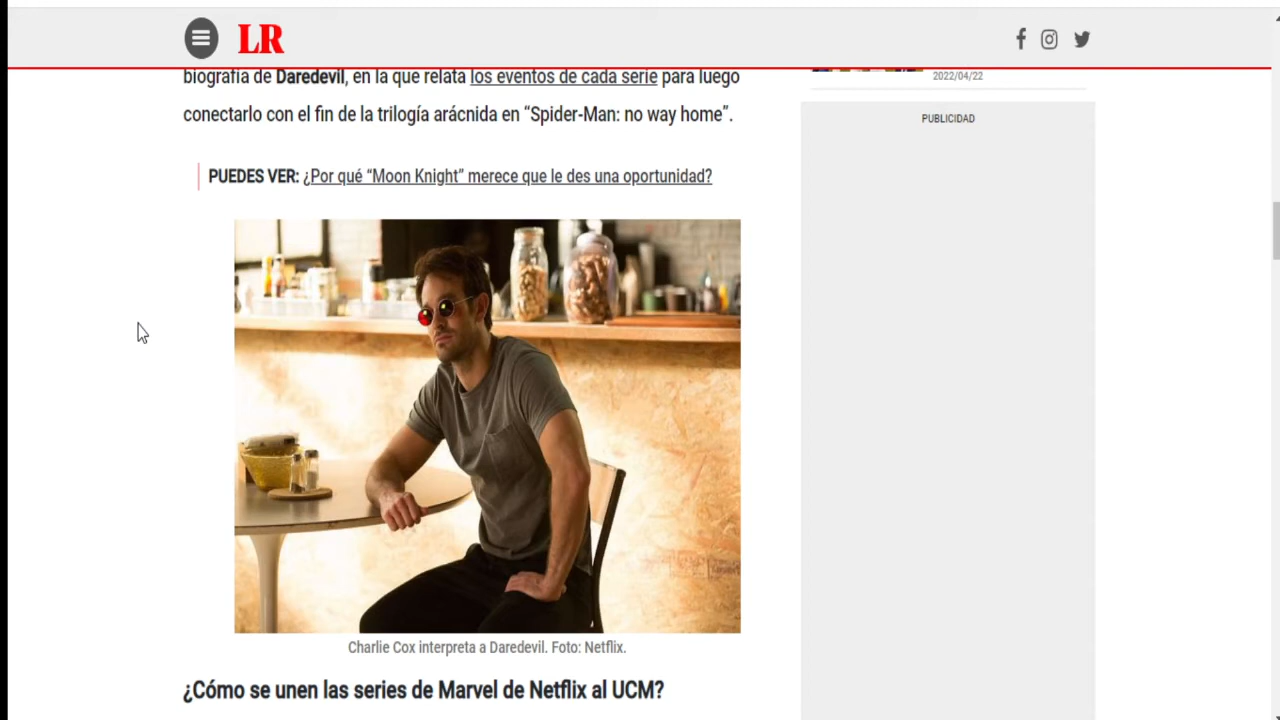 LR
biografía de Daredevil, en la que relata los eventos de cada serie para luego
conectarlo con el fin de la trilogía arácnida en “Spider-Man: no way home”.
2022/04/22
PUBLICIDAD
PUEDES VER: ¿Por qué “Moon Knight” merece que le des una oportunidad?
Charlie Cox interpreta a Daredevil. Foto: Netflix.
¿Cómo se unen las series de Marvel de Netflix al UCM?